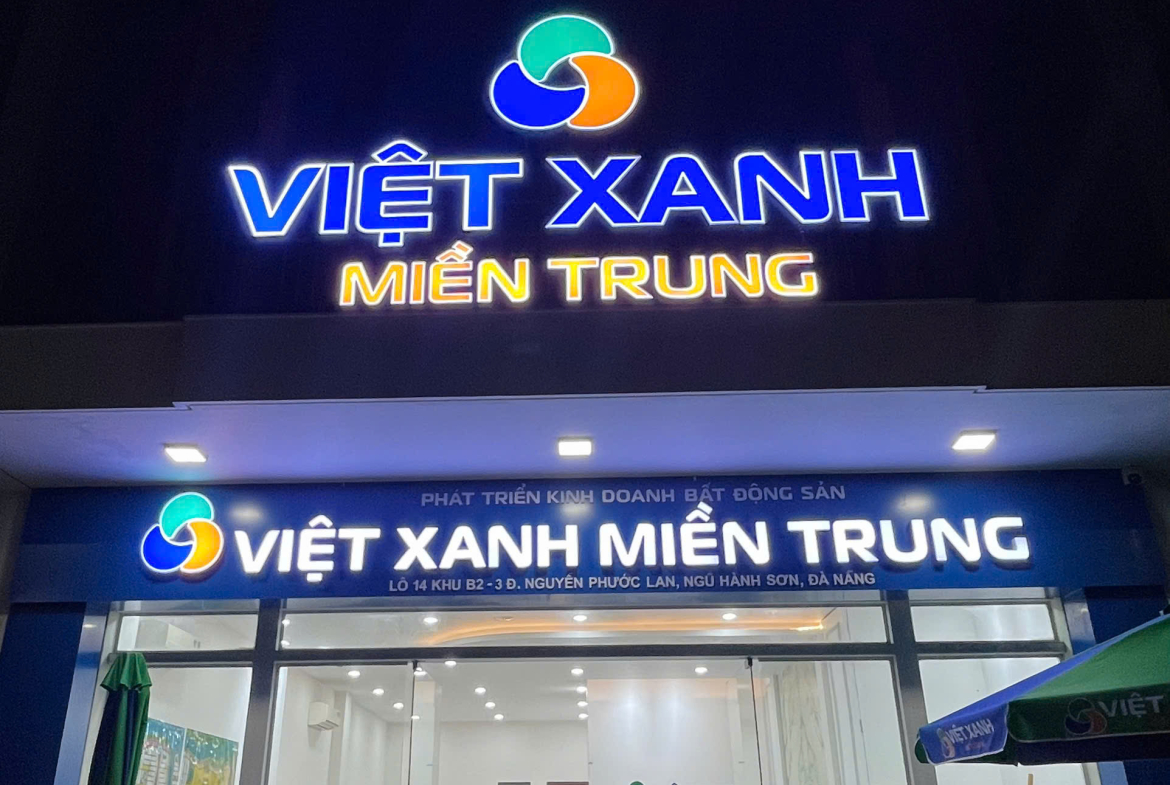 VIỆT XANH
MIỀN TRUNG
PHÁT TRIỂN KINH DOANH BẤT ĐỘNG SẢN
VIỆT XANH MIỀN TRUNG
LÔ 14 KHU B2 - 3 Đ. NGUYỄN PHƯỚC LAN, NGŨ HÀNH SƠN, ĐÀ NẴNG
VIỆT XANH
VIỆT